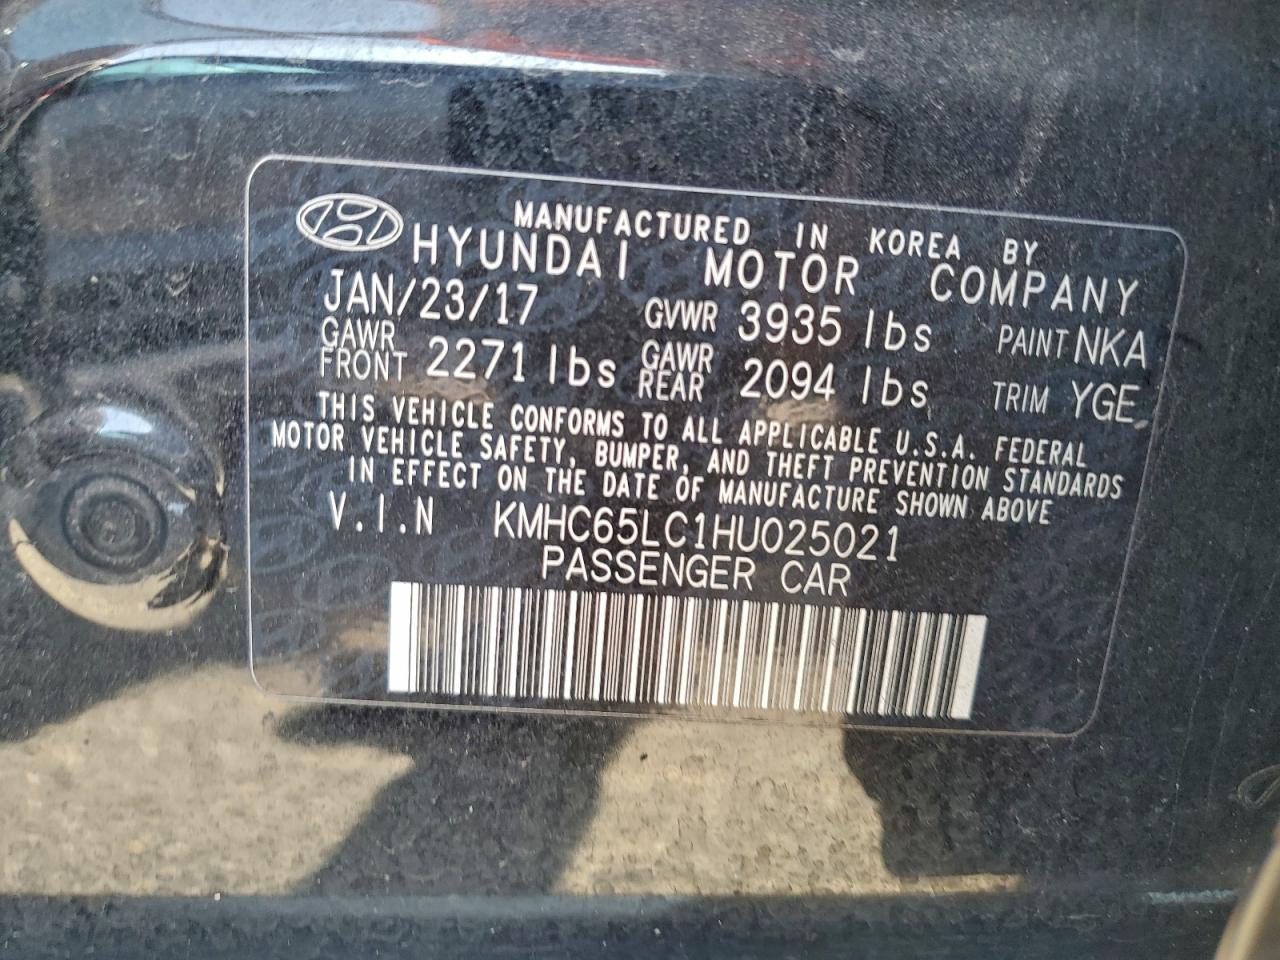 MANUFACTURED IN KOREA BY
HYUNDAI MOTOR COMPANY
JAN/23/17 GVWR 3935 lbs PAINT NKA
GAWR FRONT 2271 lbs GAWR REAR 2094 lbs TRIM YGE
THIS VEHICLE CONFORMS TO ALL APPLICABLE U.S.A. FEDERAL
MOTOR VEHICLE SAFETY, BUMPER, AND THEFT PREVENTION STANDARDS
IN EFFECT ON THE DATE OF MANUFACTURE SHOWN ABOVE
V.I.N KMHC65LC1HU025021
PASSENGER CAR